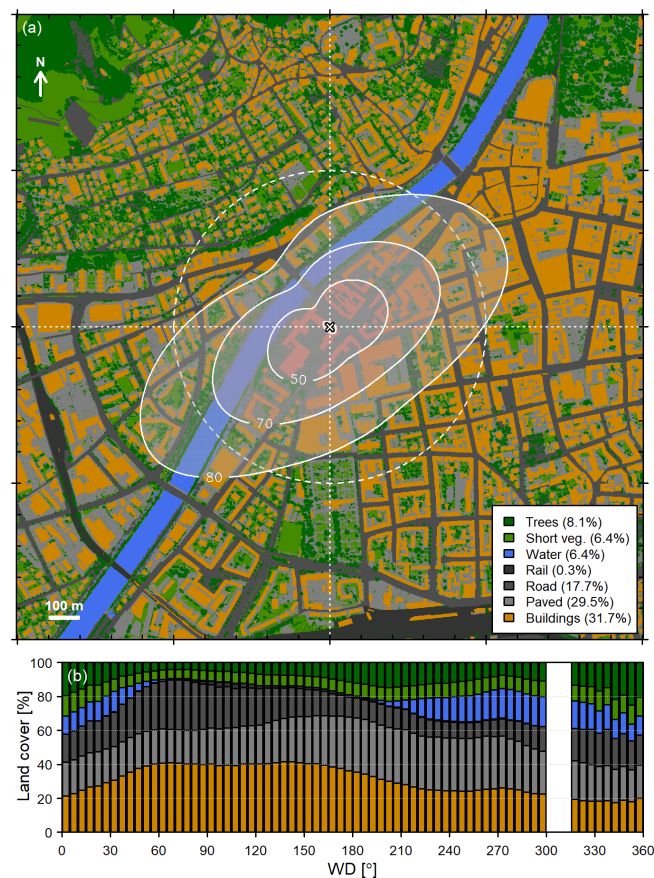 (a)
N
50
70
80
100 m
Trees (8.1%)
Short veg. (6.4%)
Water (6.4%)
Rail (0.3%)
Road (17.7%)
Paved (29.5%)
Buildings (31.7%)
(b)
Land cover [%]
100
80
60
40
20
0
0 30 60 90 120 150 180 210 240 270 300 330 360
WD [°]